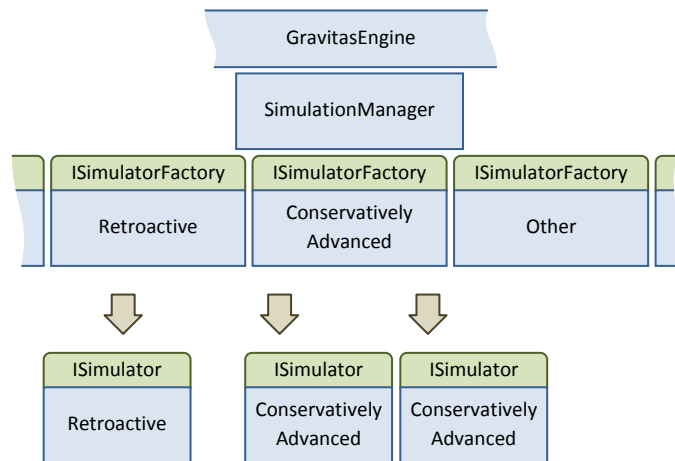 GravitasEngine
SimulationManager
ISimulatorFactory
ISimulatorFactory
ISimulatorFactory
Retroactive
Conservatively
Advanced
Other
ISimulator
ISimulator
ISimulator
Retroactive
Conservatively
Advanced
Conservatively
Advanced